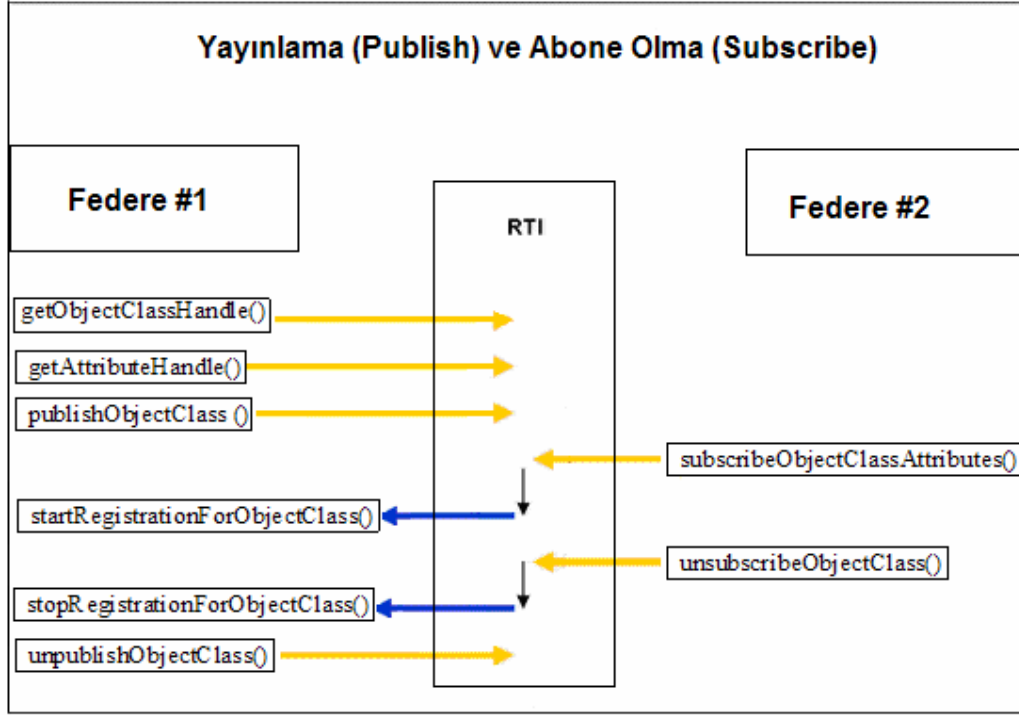 Yayınlama (Publish) ve Abone Olma (Subscribe)
Federe #1
Federe #2
RTI
getObjectClassHandle()
getAttributeHandle()
publishObjectClass ()
subscribeObjectClassAttributes()
startRegistrationForObjectClass()
unsubscribeObjectClass()
stopRegistrationForObjectClass()
unpublishObjectClass()